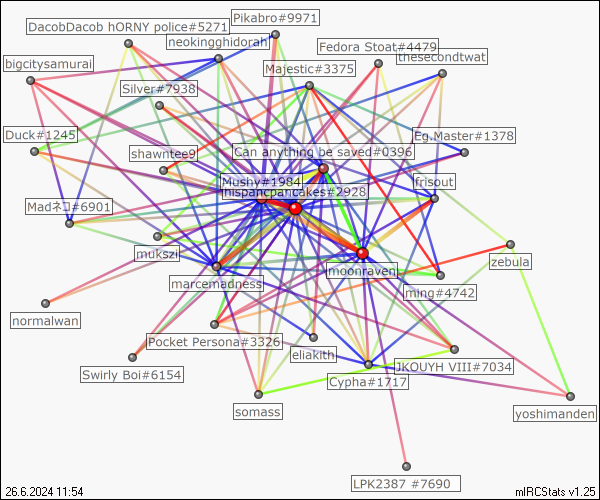 Pikabro#9971
DacobDacob hORNY police#5271
neokingghidorah
Fedora Stoat#4479
thesecondtwat
bigcitysamurai
Majestic#3375
Silver#7938
Duck#1245
Eg.Master#1378
shawntee9
Can anything be saved#0396
Mushy#1984
frisout
hispancpancakes#2928
Madネコ#6901
mukszi
zebula
marcemadness
moonraven
ming#4742
normalwan
Pocket Persona#3326
eliakith
JKOUYH VIII#7034
Swirly Boi#6154
Cypha#1717
somass
yoshimanden
LPK2387 #7690
26.6.2024 11:54
mIRCStats v1.25